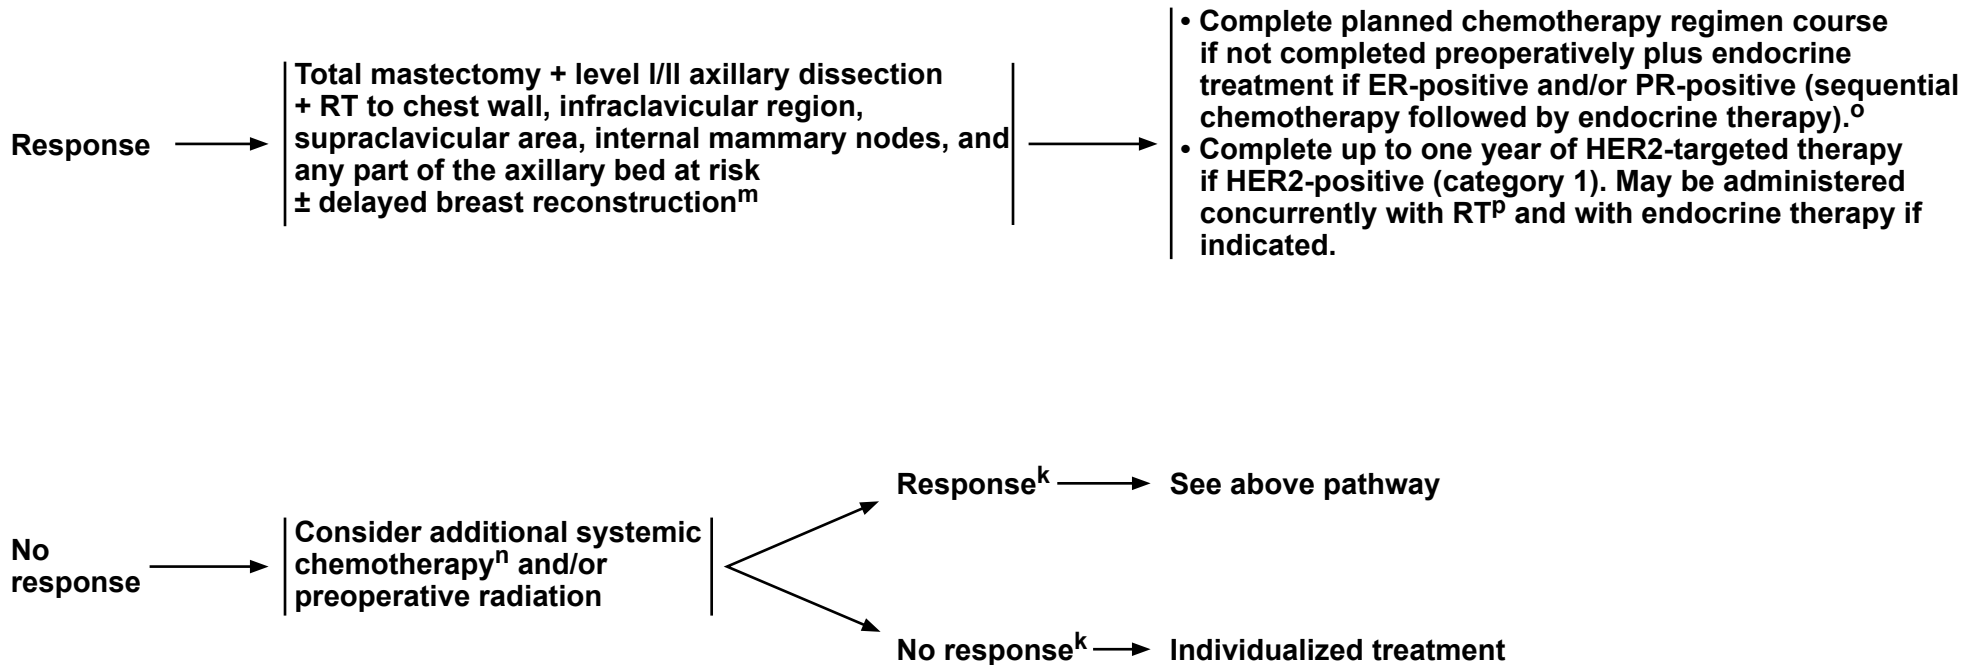 Response
Total mastectomy + level I/II axillary dissection
+ RT to chest wall, infraclavicular region,
supraclavicular area, internal mammary nodes, and
any part of the axillary bed at risk
± delayed breast reconstructionᵐ
• Complete planned chemotherapy regimen course
if not completed preoperatively plus endocrine
treatment if ER-positive and/or PR-positive (sequential
chemotherapy followed by endocrine therapy).ᵒ
• Complete up to one year of HER2-targeted therapy
if HER2-positive (category 1). May be administered
concurrently with RTᵖ and with endocrine therapy if
indicated.
No
response
Consider additional systemic
chemotherapyⁿ and/or
preoperative radiation
Responseᵏ
See above pathway
No responseᵏ
Individualized treatment